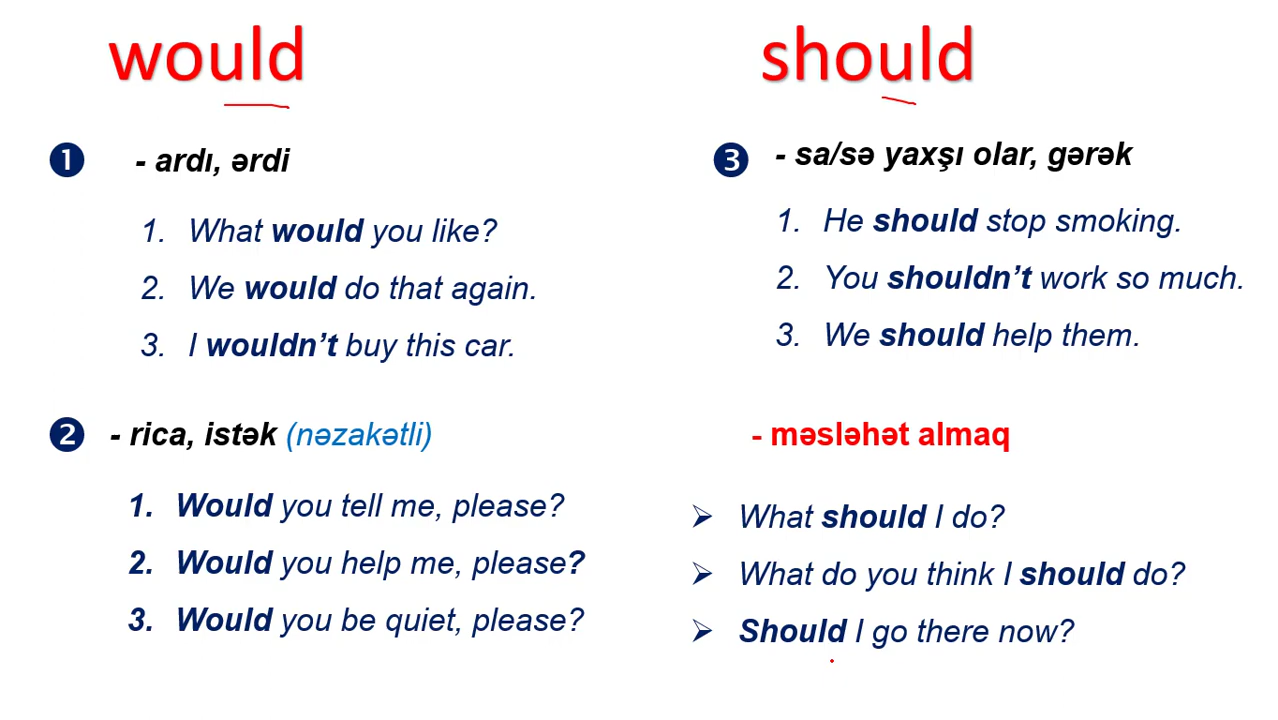 would
❶ - ardı, ərdi
1. What would you like?
2. We would do that again.
3. I wouldn’t buy this car.
❷ - rica, istək (nəzakətli)
1. Would you tell me, please?
2. Would you help me, please?
3. Would you be quiet, please?
should
❸ - sa/sə yaxşı olar, gərək
1. He should stop smoking.
2. You shouldn’t work so much.
3. We should help them.
- məsləhət almaq
➢ What should I do?
➢ What do you think I should do?
➢ Should I go there now?